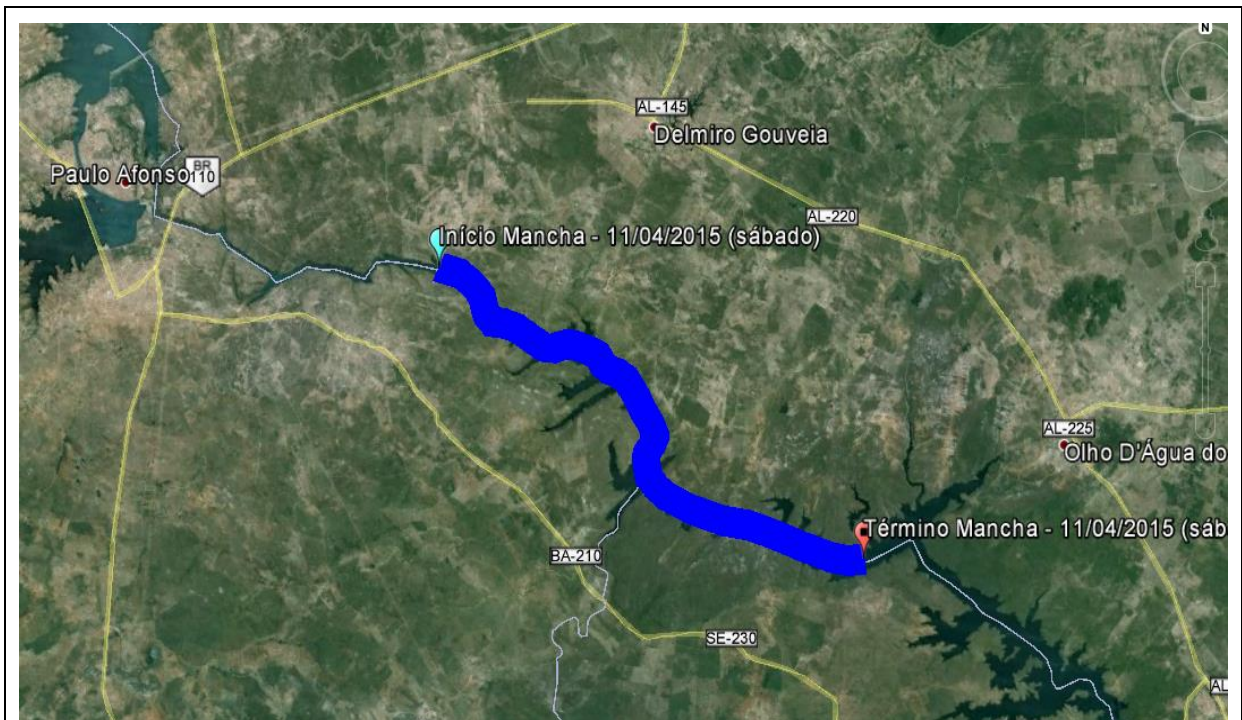 N
AL-145
Delmiro Gouveia
Paulo Afonso
BR
110
AL-220
Início Mancha - 11/04/2015 (sábado)
AL-225
Olho D'Água do
Término Mancha - 11/04/2015 (sáb
BA-210
SE-230
AL